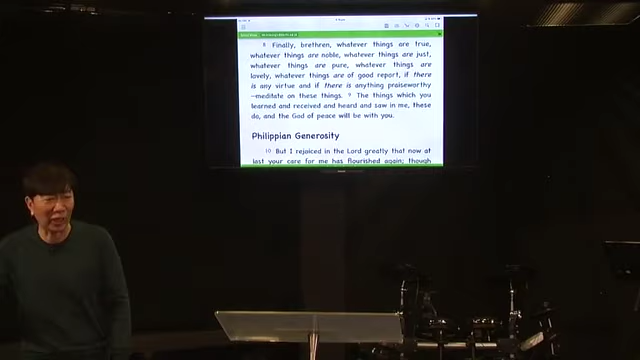 8 Finally, brethren, whatever things are true,
whatever things are noble, whatever things are just,
whatever things are pure, whatever things are
lovely, whatever things are of good report, if there
is any virtue and if there is anything praiseworthy
—meditate on these things. 9 The things which you
learned and received and heard and saw in me, these
do, and the God of peace will be with you.
Philippian Generosity
10 But I rejoiced in the Lord greatly that now at
last your care for me has flourished again; though